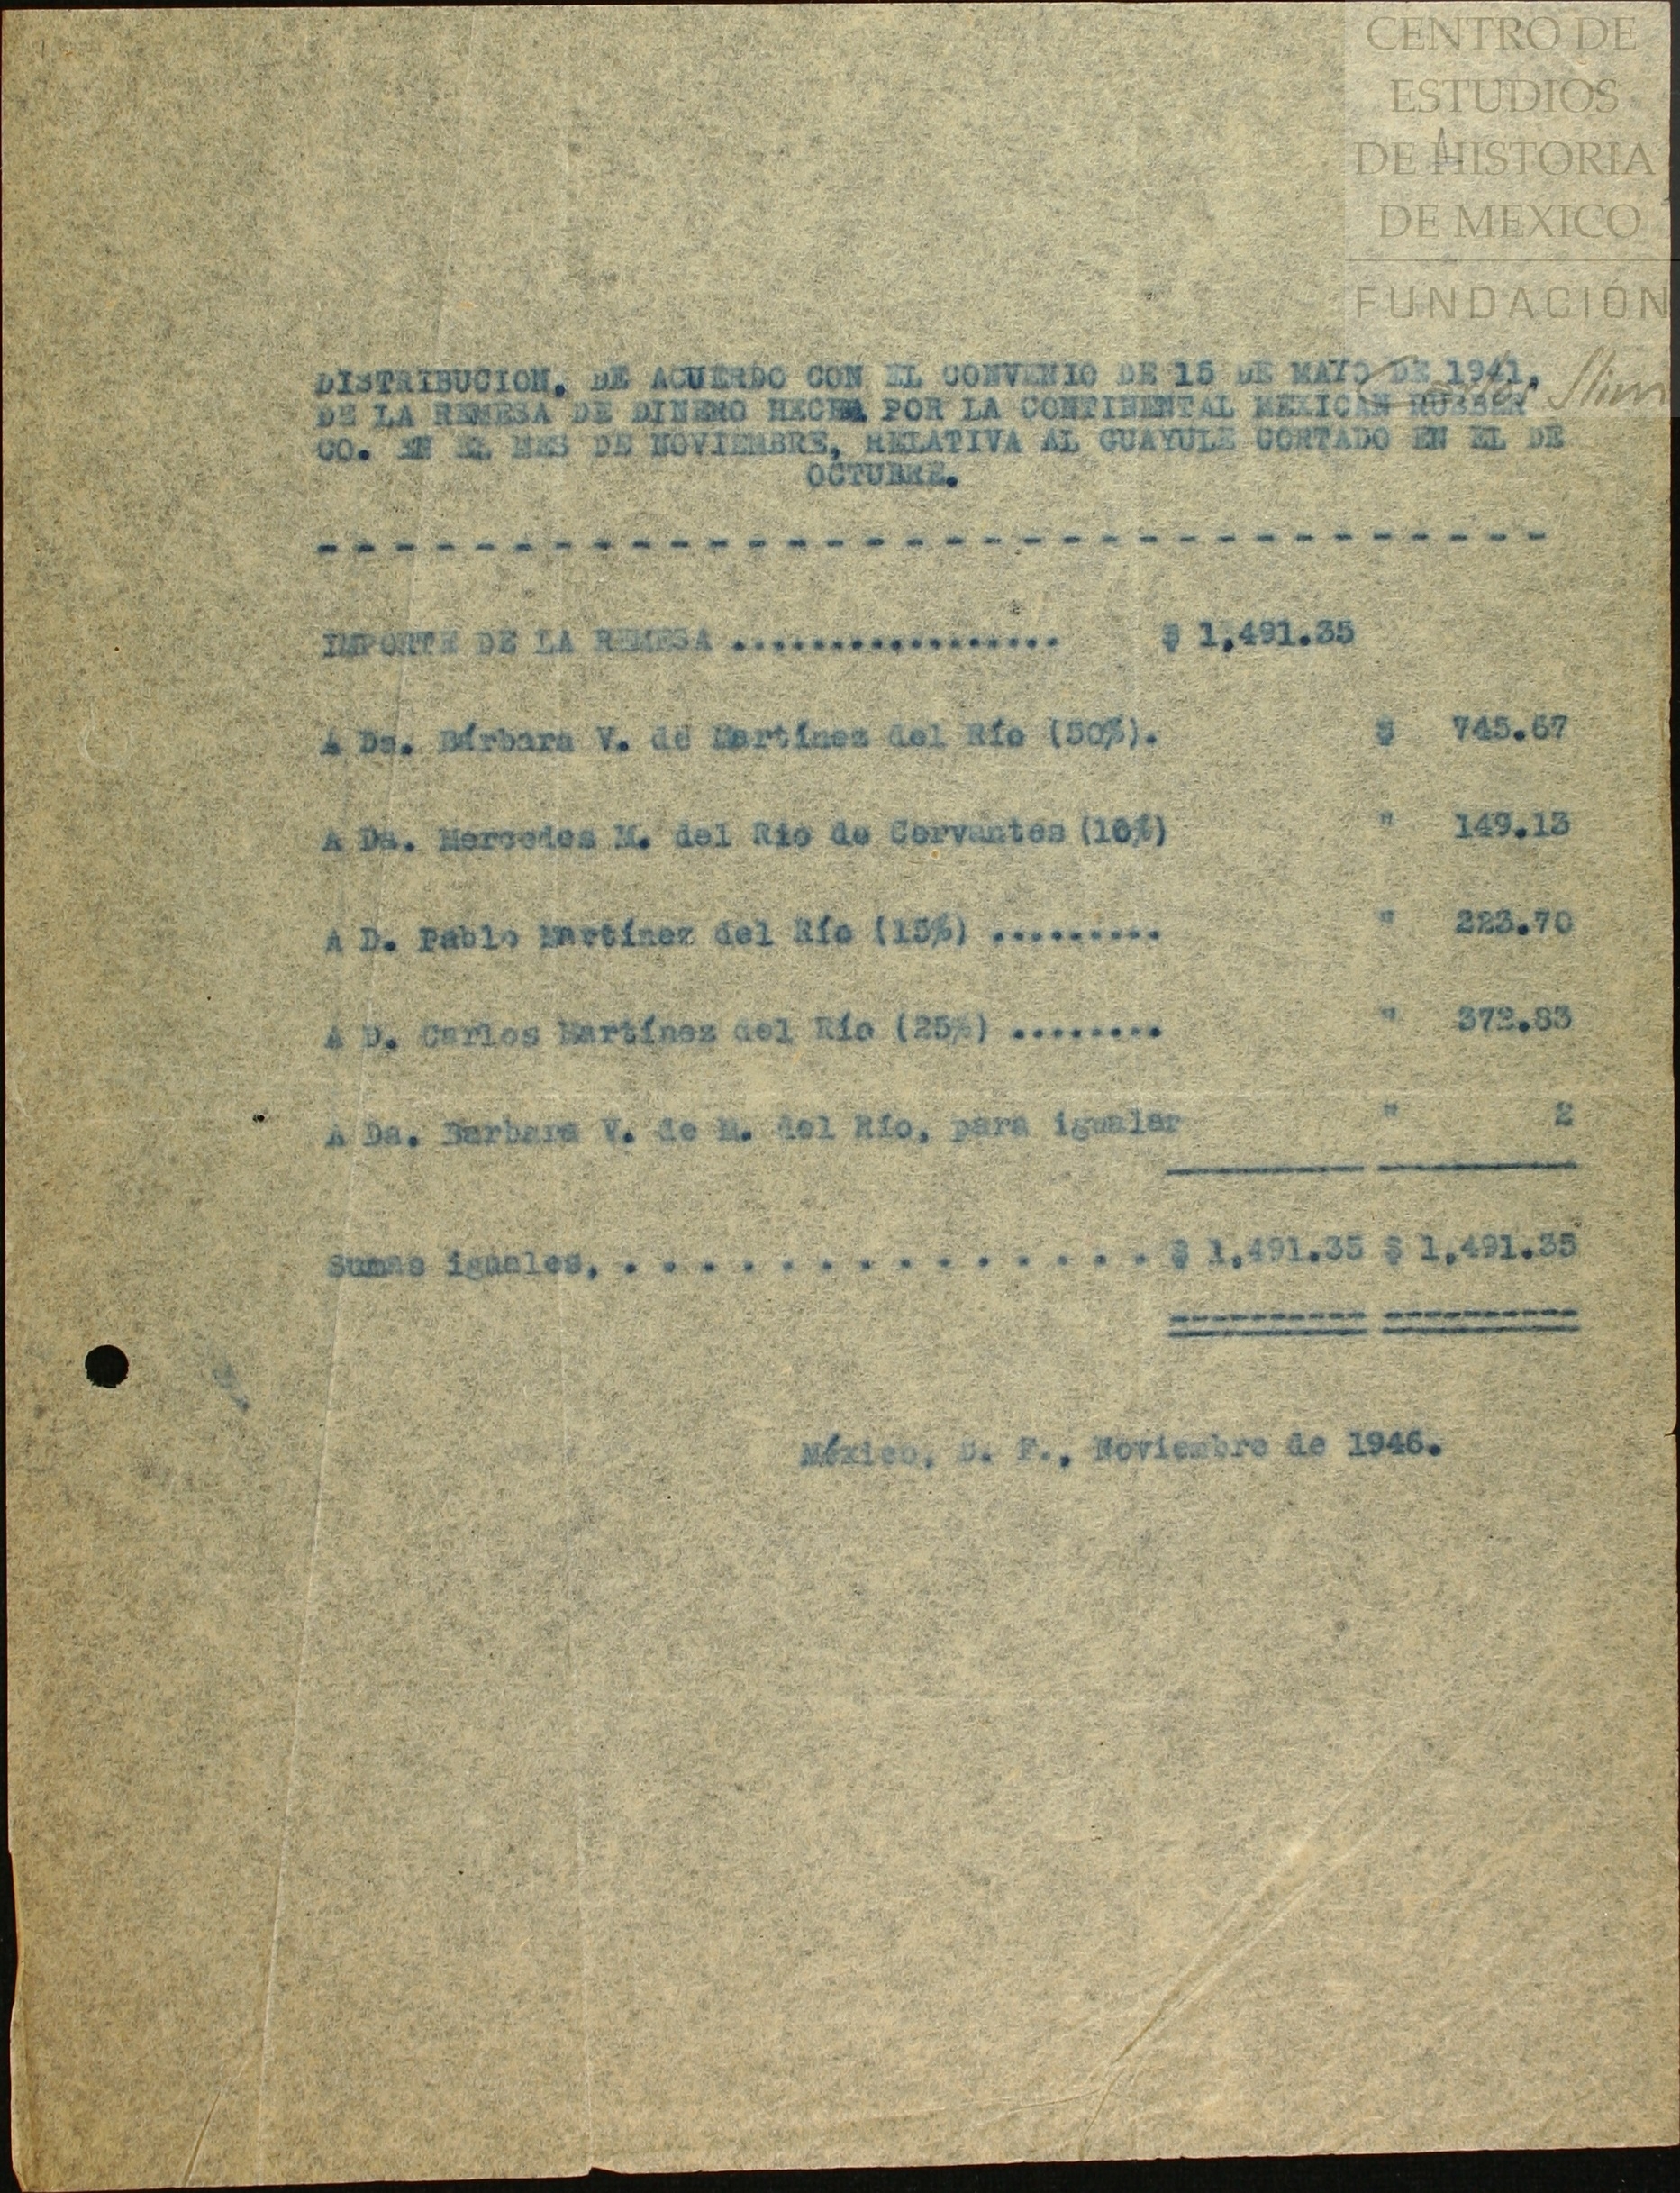 CENTRO DE
ESTUDIOS
DE HISTORIA
DE MEXICO
FUNDACIÓN
Carlos Slim
DISTRIBUCION, DE ACUERDO CON EL CONVENIO DE 15 DE MAYO DE 1941,
DE LA REMESA DE DINERO HECHA POR LA CONTINENTAL MEXICAN RUBBER
CO. EN EL MES DE NOVIEMBRE, RELATIVA AL GUAYULE CORTADO EN EL DE
OCTUBRE.
- - - - - - - - - - - - - - - - - - - - - - - - - - - - - - - -
IMPORTE DE LA REMESA ................. $ 1,491.35
A Da. Bárbara V. de Martínez del Río (50%). $ 745.67
A Da. Mercedes M. del Rio de Cervantes (10%) " 149.13
A D. Pablo Martínez del Río (15%) ......... " 223.70
A D. Carlos Martínez del Río (25%) ........ " 372.83
A Da. Barbara V. de M. del Río, para igualar " 2
Sumas iguales, . . . . . . . . . . . . . . $ 1,491.35 $ 1,491.35
México, D. F., Noviembre de 1946.